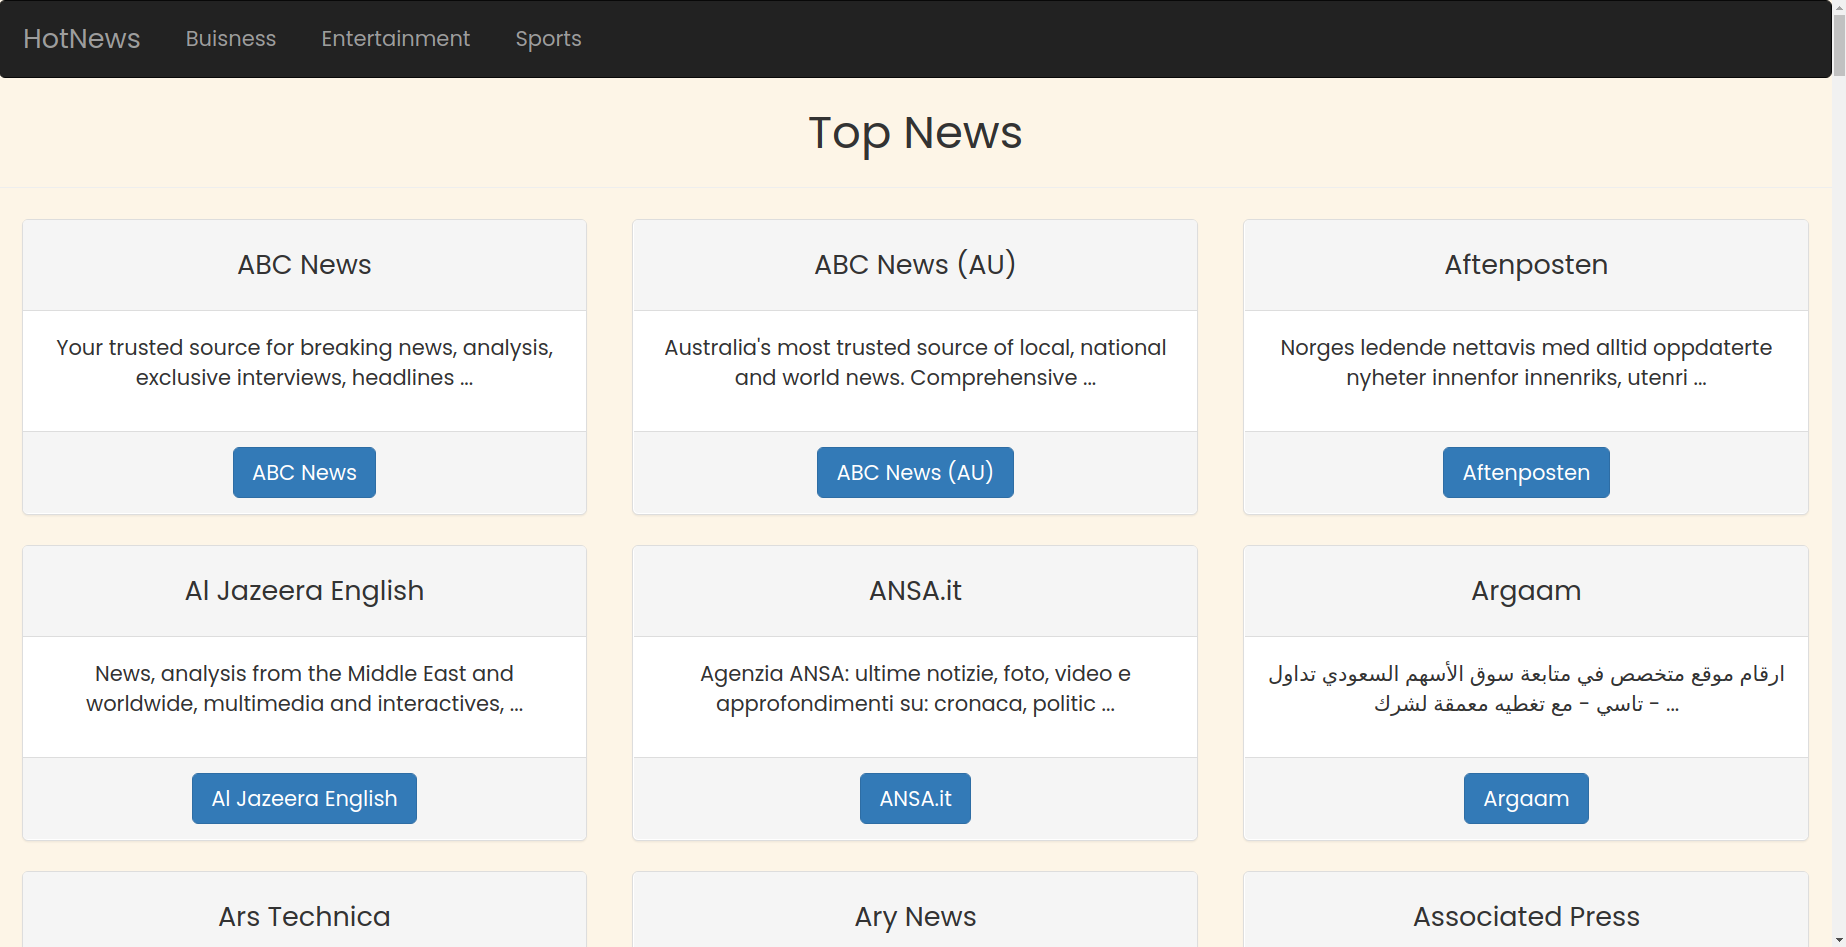 HotNews Buisness Entertainment Sports
Top News
ABC News
Your trusted source for breaking news, analysis,
exclusive interviews, headlines ...
ABC News
ABC News (AU)
Australia's most trusted source of local, national
and world news. Comprehensive ...
ABC News (AU)
Aftenposten
Norges ledende nettavis med alltid oppdaterte
nyheter innenfor innenriks, utenri ...
Aftenposten
Al Jazeera English
News, analysis from the Middle East and
worldwide, multimedia and interactives, ...
Al Jazeera English
ANSA.it
Agenzia ANSA: ultime notizie, foto, video e
approfondimenti su: cronaca, politic ...
ANSA.it
Argaam
ارقام موقع متخصص في متابعة سوق الأسهم السعودي تداول
- تاسي - مع تغطيه معمقة لشرك ...
Argaam
Ars Technica
Ary News
Associated Press